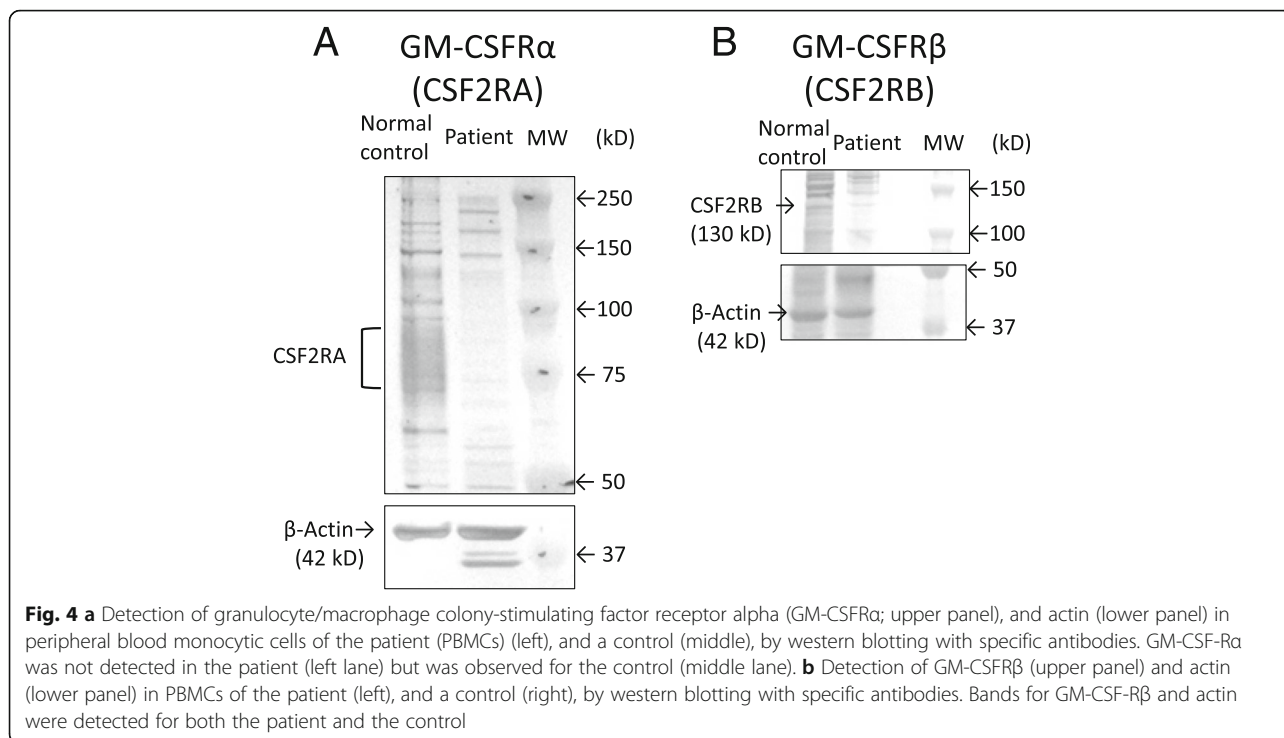 A
GM-CSFRα
(CSF2RA)
Normal
control
Patient
MW
(kD)
250
150
100
CSF2RA
75
50
β-Actin
(42 kD)
37
B
GM-CSFRβ
(CSF2RB)
Normal
control
Patient
MW
(kD)
CSF2RB
(130 kD)
150
100
50
β-Actin
(42 kD)
37
Fig. 4 a Detection of granulocyte/macrophage colony-stimulating factor receptor alpha (GM-CSFRα; upper panel), and actin (lower panel) in
peripheral blood monocytic cells of the patient (PBMCs) (left), and a control (middle), by western blotting with specific antibodies. GM-CSF-Rα
was not detected in the patient (left lane) but was observed for the control (middle lane). b Detection of GM-CSFRβ (upper panel) and actin
(lower panel) in PBMCs of the patient (left), and a control (right), by western blotting with specific antibodies. Bands for GM-CSF-Rβ and actin
were detected for both the patient and the control